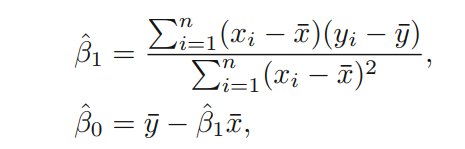 β̂₁ = ∑ⁿᵢ₌₁(xᵢ − x̄)(yᵢ − ȳ) / ∑ⁿᵢ₌₁(xᵢ − x̄)²,
β̂₀ = ȳ − β̂₁x̄,